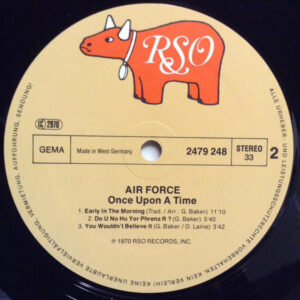 RSO
LC 2878
GEMA
Made in West Germany
2479 248
STEREO
33
2
AIR FORCE
Once Upon A Time
1. Early In The Morning (Trad. / Arr.: G. Baker) 11'10
2. Do U No Hu Yor Phrenz R ? (G. Baker) 5'40
3. You Wouldn't Believe It (G. Baker / D. Laine) 3'22
℗ 1970 RSO RECORDS, INC.
ALLE URHEBER- UND LEISTUNGSSCHUTZRECHTE VORBEHALTEN. KEIN VERLEIH! KEINE UNERLAUBTE VERVIELFÄLTIGUNG, VERMIETUNG, AUFFÜHRUNG, SENDUNG!